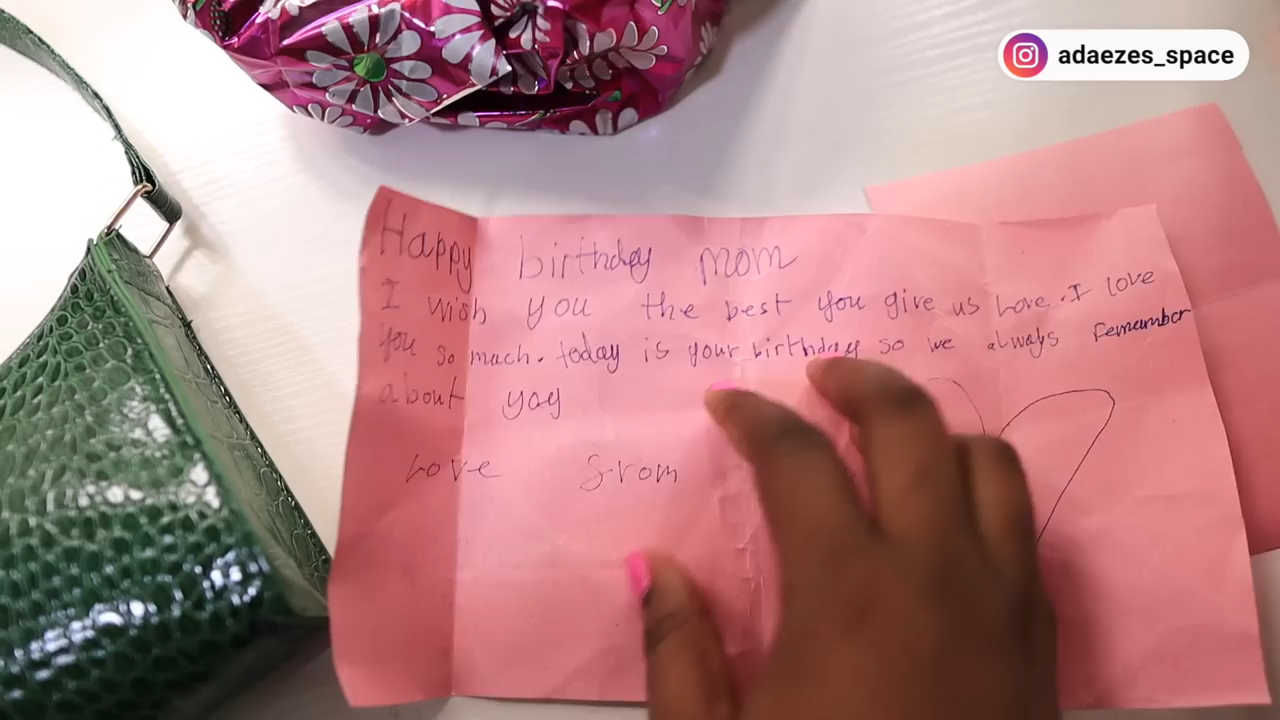 adaezes_space
Happy birthday mom
I wish you the best you give us Love. I love
you so much. today is your birthday so we always remember
about yoy
Love from